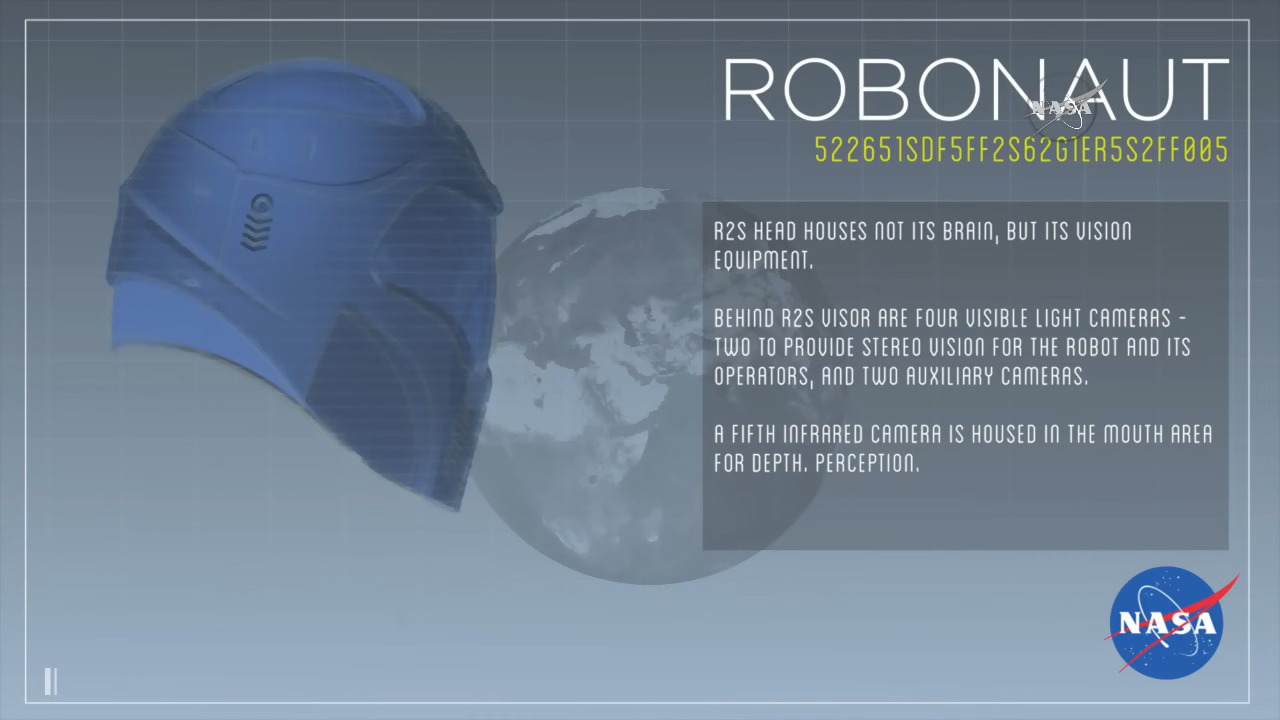 ROBONAUT
NASA
522651SDF5FF2S62G1ER5S2FF005
R2S HEAD HOUSES NOT ITS BRAIN, BUT ITS VISION
EQUIPMENT.
BEHIND R2S VISOR ARE FOUR VISIBLE LIGHT CAMERAS -
TWO TO PROVIDE STEREO VISION FOR THE ROBOT AND ITS
OPERATORS, AND TWO AUXILIARY CAMERAS.
A FIFTH INFRARED CAMERA IS HOUSED IN THE MOUTH AREA
FOR DEPTH. PERCEPTION.
NASA